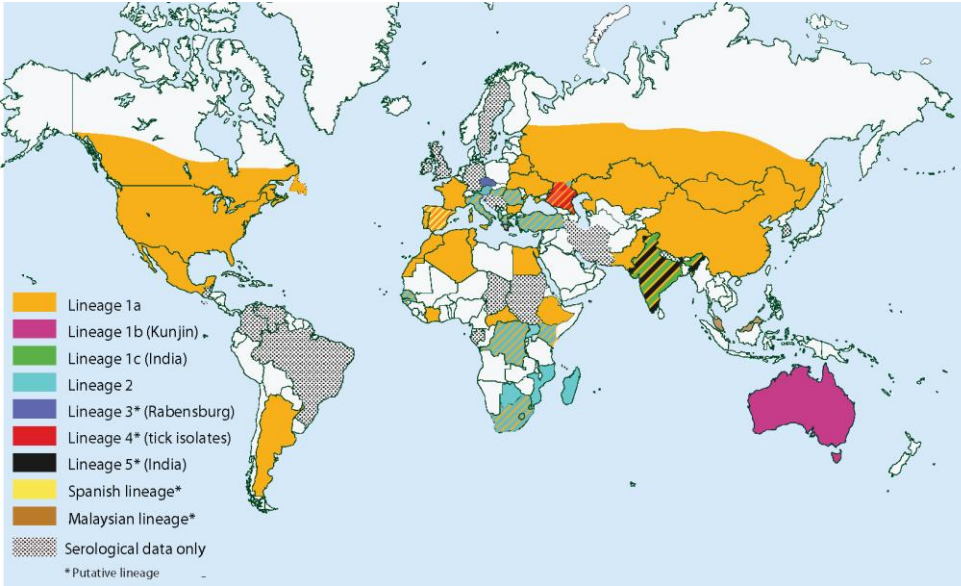 Lineage 1a
Lineage 1b (Kunjin)
Lineage 1c (India)
Lineage 2
Lineage 3* (Rabensburg)
Lineage 4* (tick isolates)
Lineage 5* (India)
Spanish lineage*
Malaysian lineage*
Serological data only
* Putative lineage